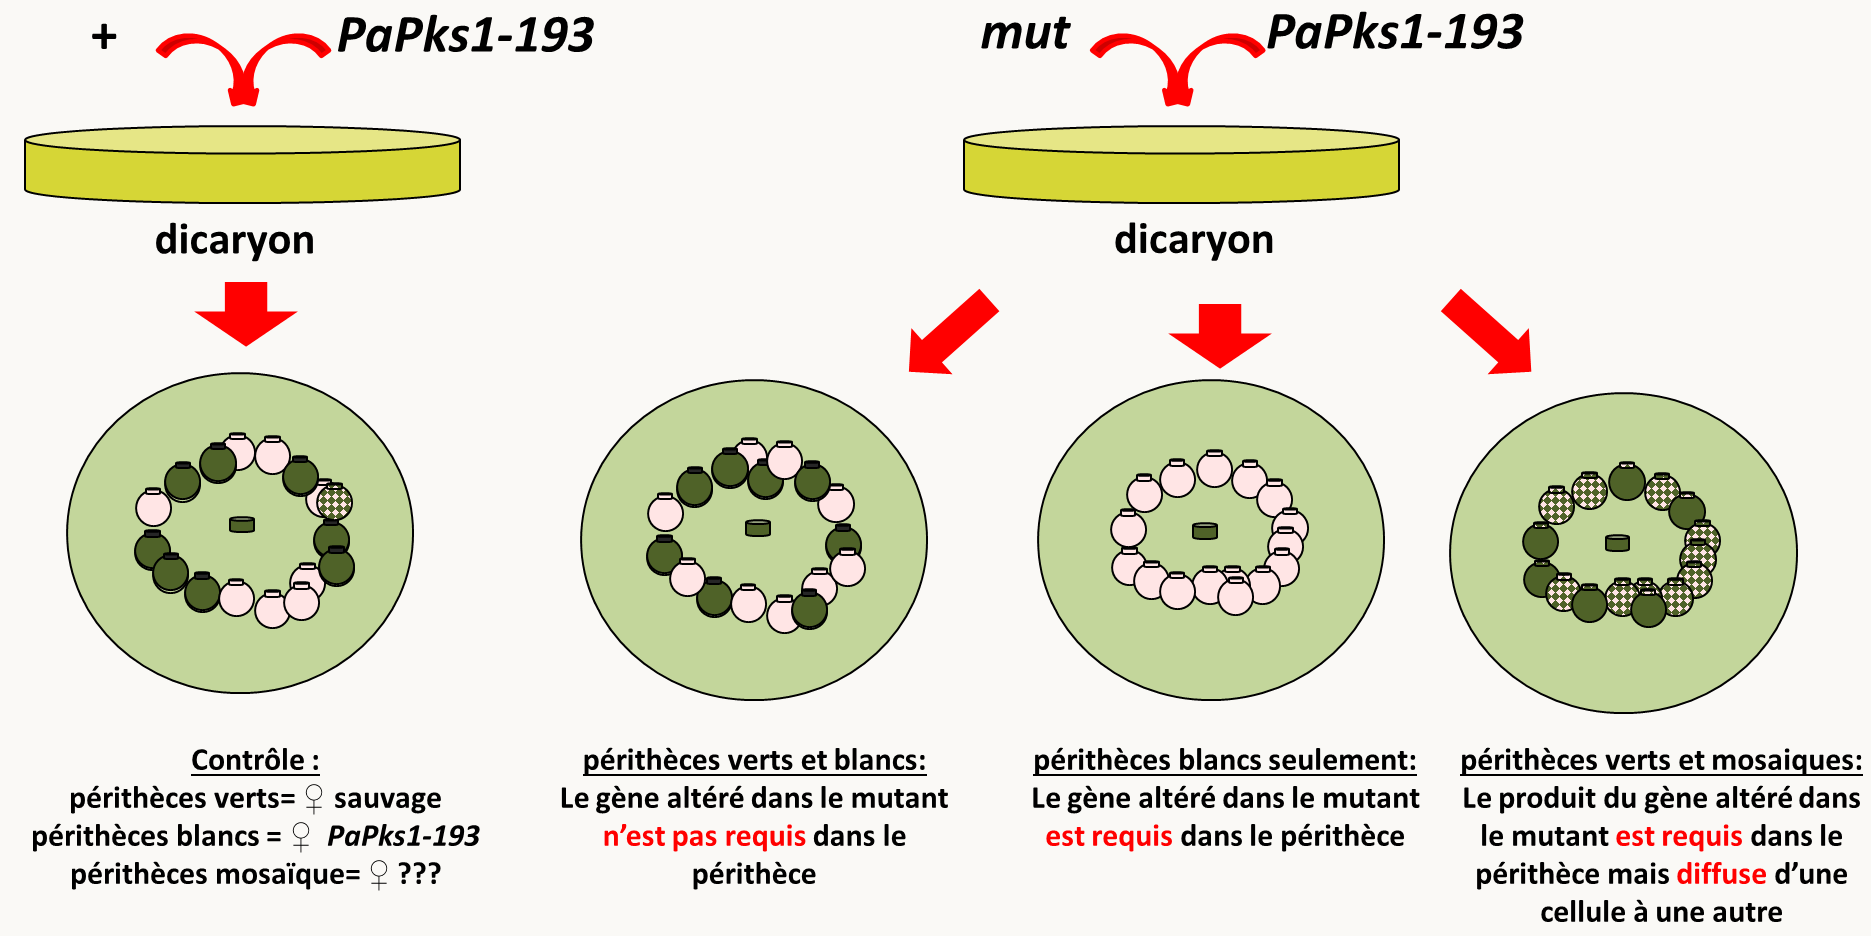 + PaPks1-193
mut PaPks1-193
dicaryon
dicaryon
Contrôle :
périthèces verts= ♀ sauvage
périthèces blancs = ♀ PaPks1-193
périthèces mosaïque= ♀ ???
périthèces verts et blancs:
Le gène altéré dans le mutant
n’est pas requis dans le
périthèce
périthèces blancs seulement:
Le gène altéré dans le mutant
est requis dans le périthèce
périthèces verts et mosaiques:
Le produit du gène altéré dans
le mutant est requis dans le
périthèce mais diffuse d’une
cellule à une autre